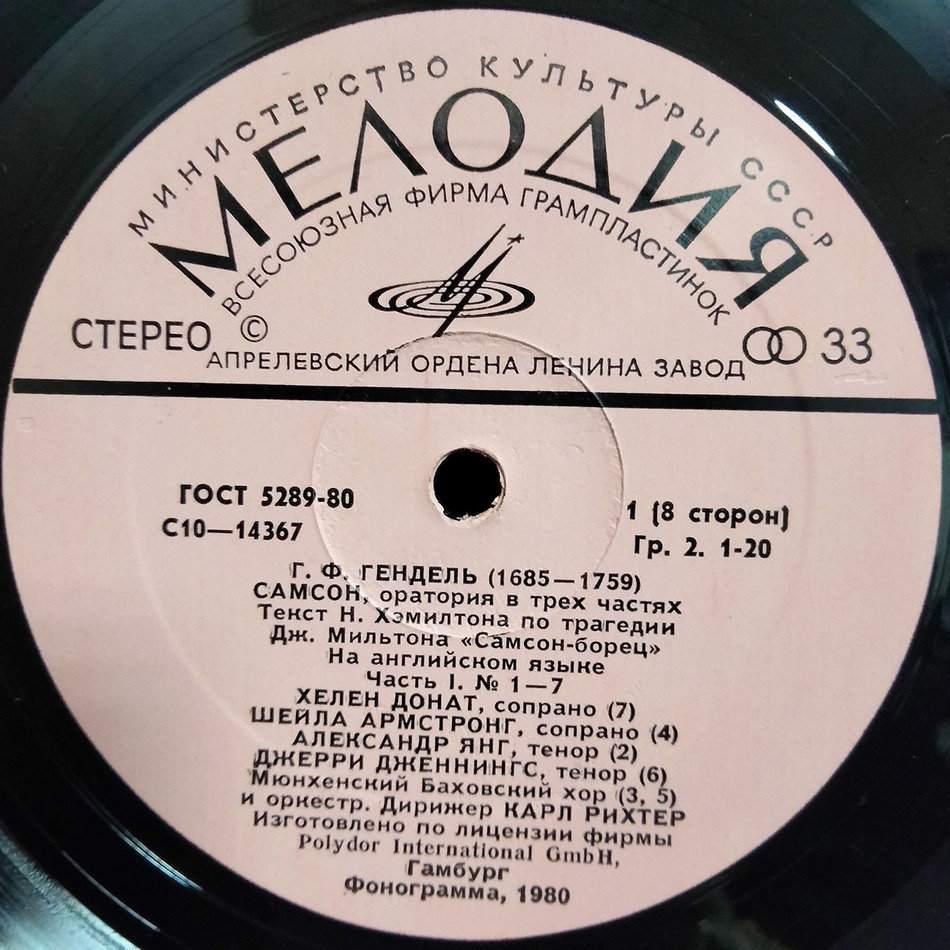 МИНИСТЕРСТВО КУЛЬТУРЫ СССР
МЕЛОДИЯ
ВСЕСОЮЗНАЯ ФИРМА ГРАМПЛАСТИНОК
СТЕРЕО © 33
АПРЕЛЕВСКИЙ ОРДЕНА ЛЕНИНА ЗАВОД
ГОСТ 5289-80
С10—14367
1 (8 сторон)
Гр. 2. 1-20
Г. Ф. ГЕНДЕЛЬ (1685—1759)
САМСОН, оратория в трех частях
Текст Н. Хэмилтона по трагедии
Дж. Мильтона «Самсон-борец»
На английском языке
Часть I. № 1—7
ХЕЛЕН ДОНАТ, сопрано (7)
ШЕЙЛА АРМСТРОНГ, сопрано (4)
АЛЕКСАНДР ЯНГ, тенор (2)
ДЖЕРРИ ДЖЕННИНГС, тенор (6)
Мюнхенский Баховский хор (3, 5)
и оркестр. Дирижер КАРЛ РИХТЕР
Изготовлено по лицензии фирмы
Polydor International GmbH,
Гамбург
Фонограмма, 1980